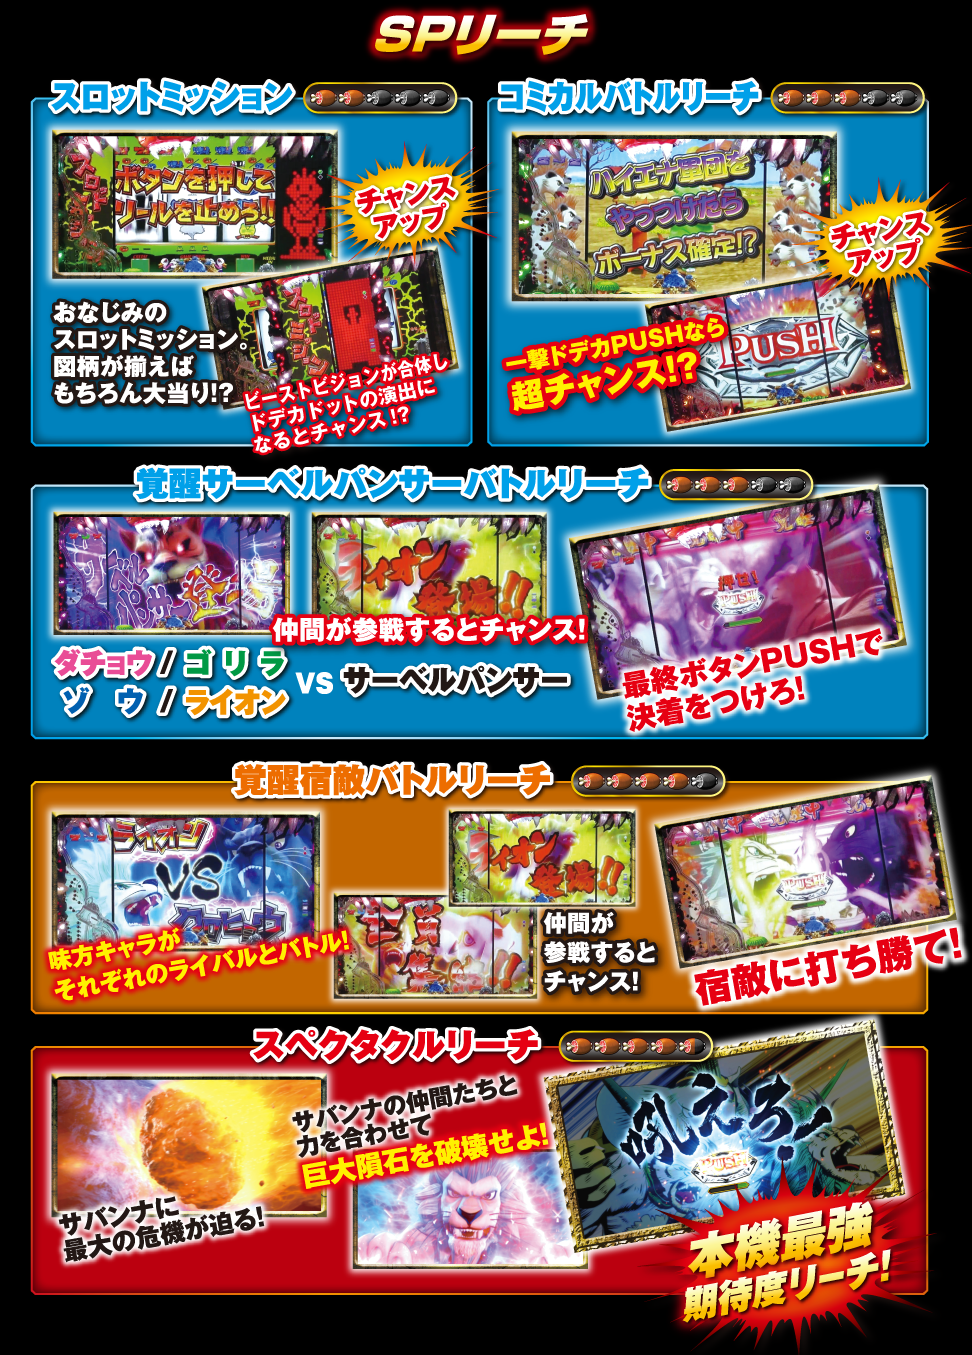 SPリーチ
スロットミッション
ボタンを押して
リールを止めろ!!
チャンス
アップ
おなじみの
スロットミッション。
図柄が揃えば
もちろん大当り!?
スロットミッション
ビーストビジョンが合体し
ドデカドットの演出に
なるとチャンス!?
コミカルバトルリーチ
ハイエナ軍団を
やっつけたら
ボーナス確定!?
チャンス
アップ
一撃ドデカPUSHなら
超チャンス!?
PUSH
覚醒サーベルパンサーバトルリーチ
ライオン
登場!!
仲間が参戦するとチャンス!
ダチョウ/ゴリラ
ゾウ/ライオン
VS サーベルパンサー
押せ!
PUSH
最終ボタンPUSHで
決着をつけろ!
覚醒宿敵バトルリーチ
ライオン
VS
味方キャラが
それぞれのライバルとバトル!
ライオン
登場!!
仲間が
参戦すると
チャンス!
PUSH
宿敵に打ち勝て!
スペクタクルリーチ
サバンナに
最大の危機が迫る!
サバンナの仲間たちと
力を合わせて
巨大隕石を破壊せよ!
吼えろー
PUSH
本機最強
期待度リーチ!